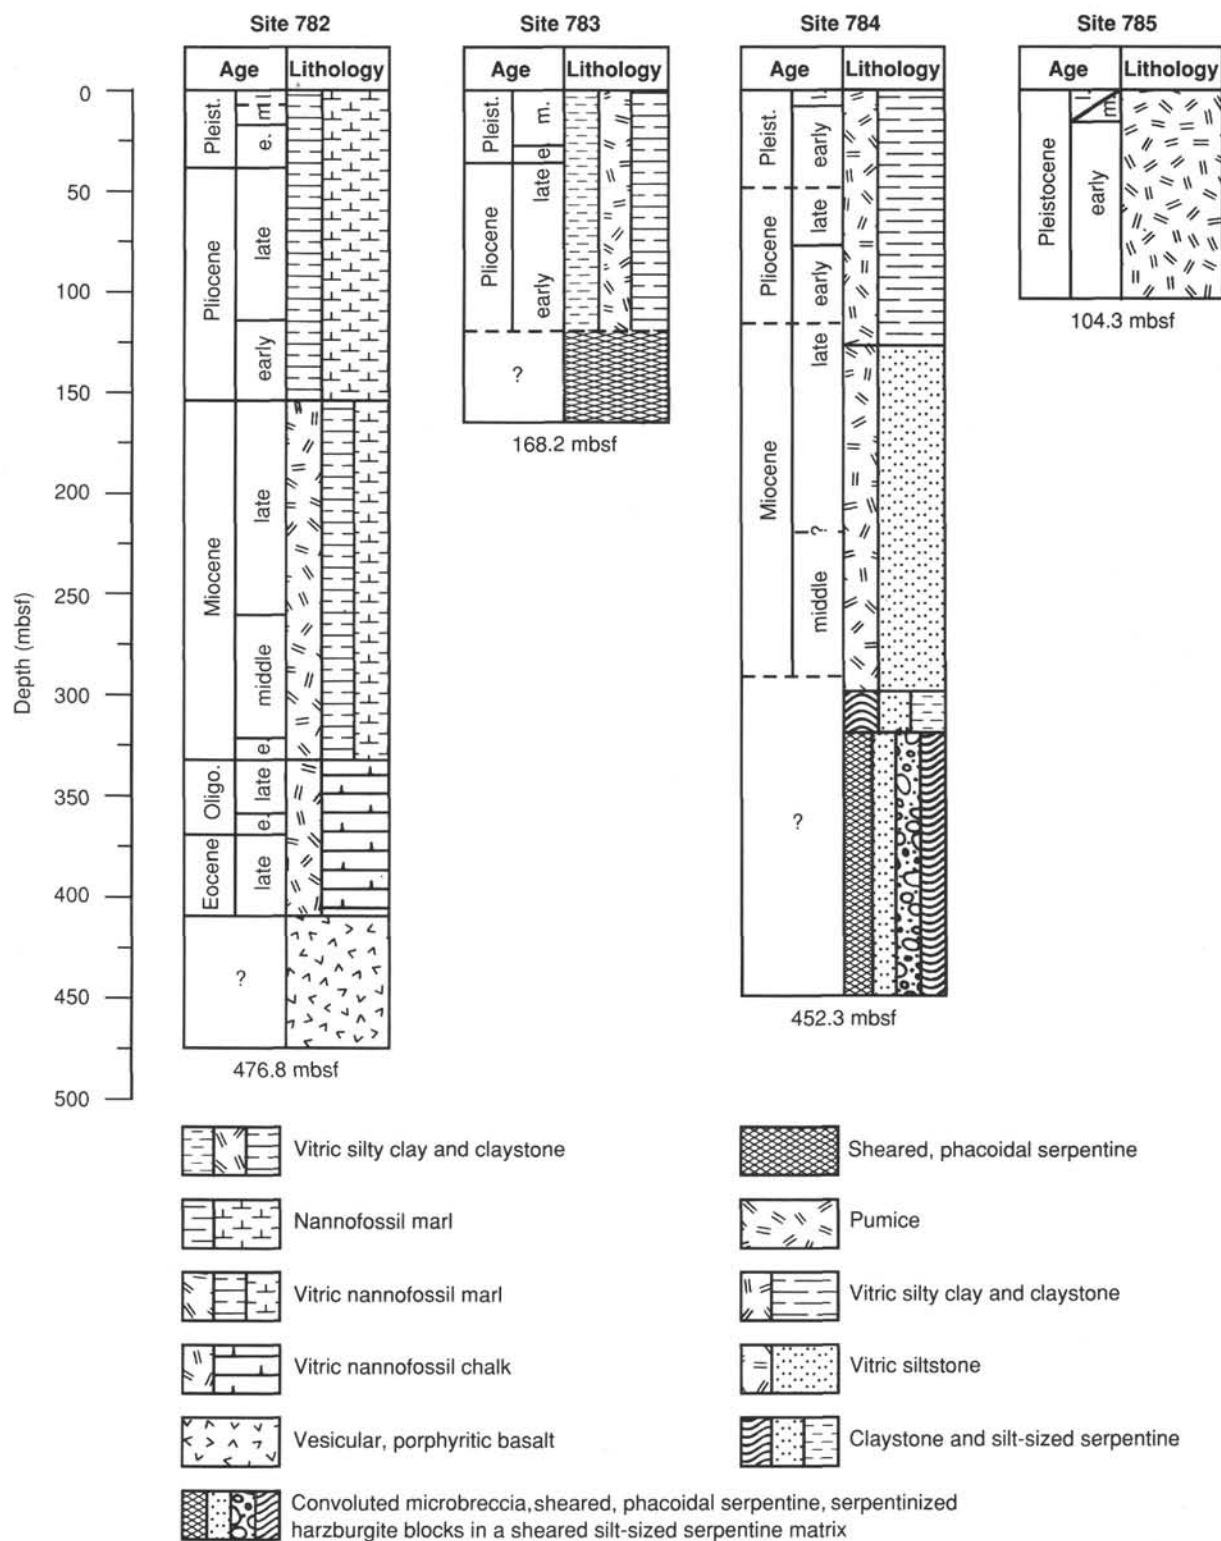 Site 782
Site 783
Site 784
Site 785
Age Lithology
Age Lithology
Age Lithology
Age Lithology
Depth (mbsf)
0
50
100
150
200
250
300
350
400
450
500
Pleist.
l.
m.
e.
Pliocene
late
early
Miocene
late
middle
e.
Oligo.
late
e.
Eocene
late
?
476.8 mbsf
Pleist.
m.
e.
Pliocene
late
early
?
168.2 mbsf
Pleist.
l.
early
Pliocene
late
early
Miocene
late
?
middle
?
452.3 mbsf
Pleistocene
l.
m.
early
104.3 mbsf
Vitric silty clay and claystone
Nannofossil marl
Vitric nannofossil marl
Vitric nannofossil chalk
Vesicular, porphyritic basalt
Convoluted microbreccia, sheared, phacoidal serpentine, serpentinized
harzburgite blocks in a sheared silt-sized serpentine matrix
Sheared, phacoidal serpentine
Pumice
Vitric silty clay and claystone
Vitric siltstone
Claystone and silt-sized serpentine